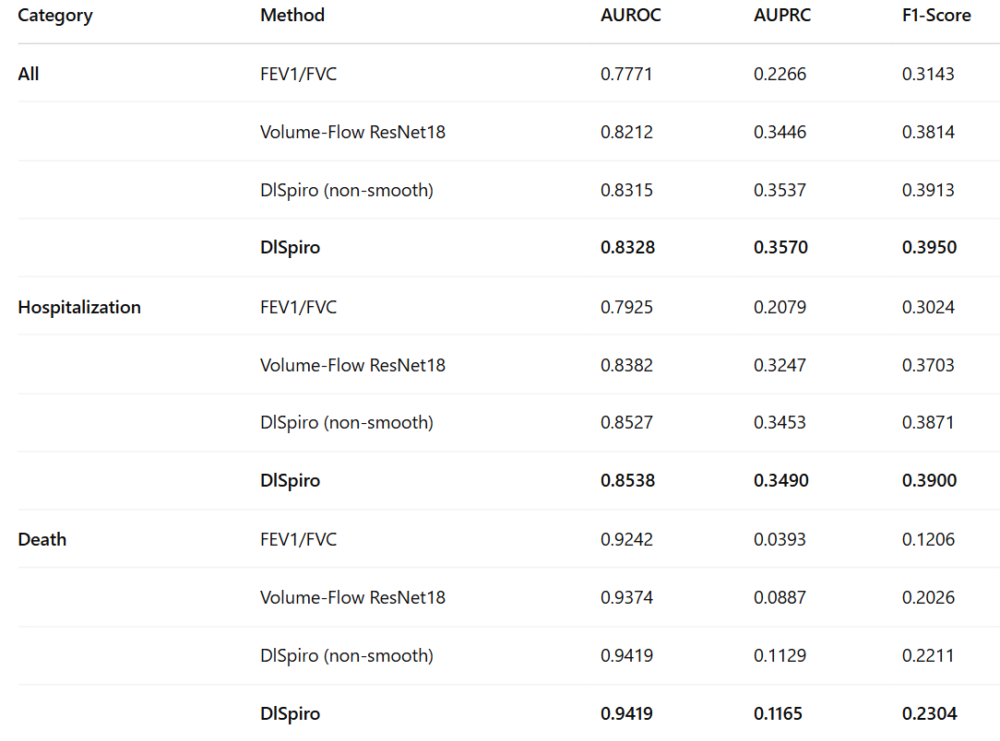 Category Method AUROC AUPRC F1-Score
All FEV1/FVC 0.7771 0.2266 0.3143
Volume-Flow ResNet18 0.8212 0.3446 0.3814
DlSpiro (non-smooth) 0.8315 0.3537 0.3913
DlSpiro 0.8328 0.3570 0.3950
Hospitalization FEV1/FVC 0.7925 0.2079 0.3024
Volume-Flow ResNet18 0.8382 0.3247 0.3703
DlSpiro (non-smooth) 0.8527 0.3453 0.3871
DlSpiro 0.8538 0.3490 0.3900
Death FEV1/FVC 0.9242 0.0393 0.1206
Volume-Flow ResNet18 0.9374 0.0887 0.2026
DlSpiro (non-smooth) 0.9419 0.1129 0.2211
DlSpiro 0.9419 0.1165 0.2304